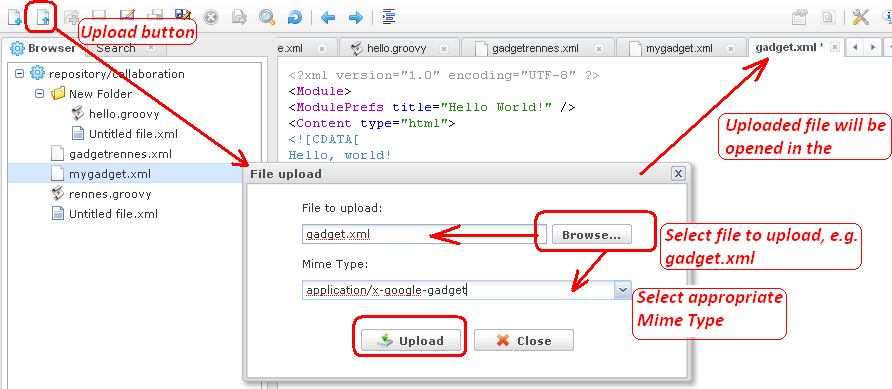 Upload button
Browser
Search
e.xml
hello.groovy
gadgetrennes.xml
mygadget.xml
gadget.xml *
repository/collaboration
New Folder
hello.groovy
Untitled file.xml
gadgetrennes.xml
mygadget.xml
rennes.groovy
Untitled file.xml
<?xml version="1.0" encoding="UTF-8" ?>
<Module>
<ModulePrefs title="Hello World!" />
<Content type="html">
<![CDATA[
Hello, world!
Uploaded file will be
opened in the
File upload
File to upload:
gadget.xml
Browse...
Select file to upload, e.g.
gadget.xml
Mime Type:
application/x-google-gadget
Select appropriate
Mime Type
Upload
Close